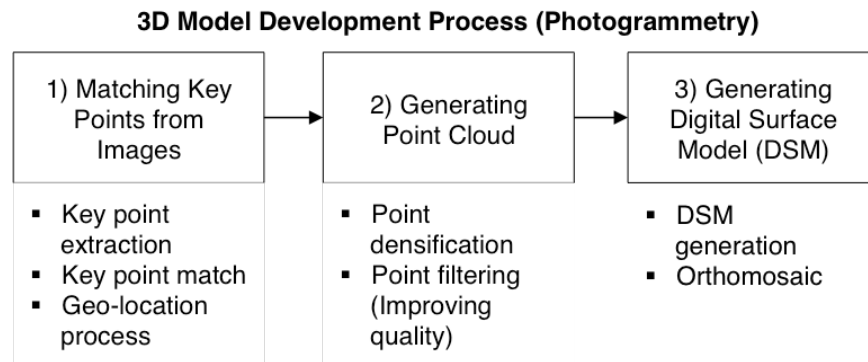 3D Model Development Process (Photogrammetry)
1) Matching Key
Points from
Images
2) Generating
Point Cloud
3) Generating
Digital Surface
Model (DSM)
▪ Key point
extraction
▪ Key point match
▪ Geo-location
process
▪ Point
densification
▪ Point filtering
(Improving
quality)
▪ DSM
generation
▪ Orthomosaic